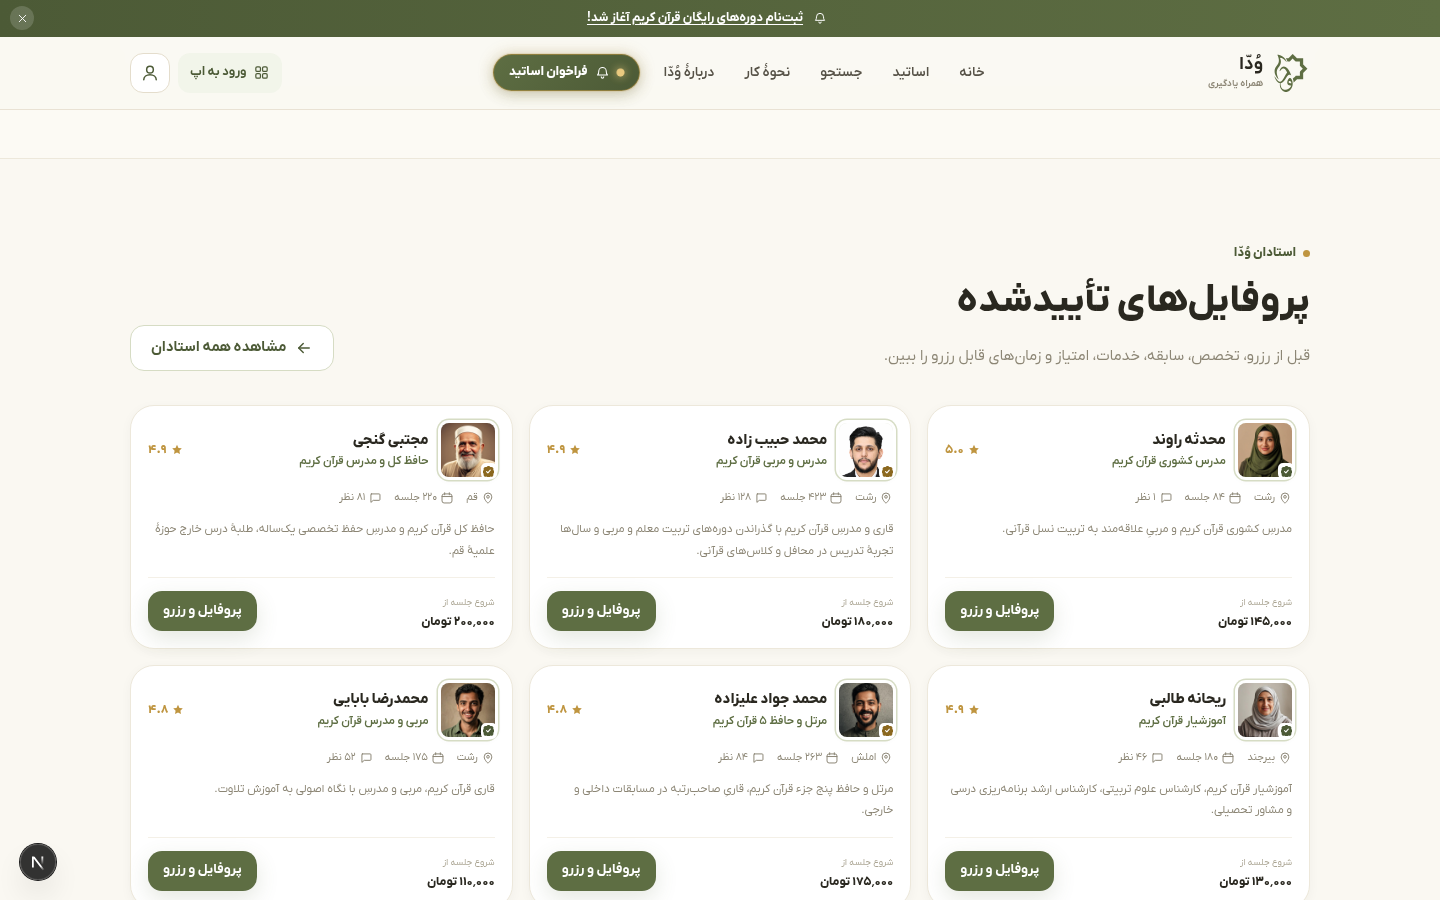 ثبت‌نام دوره‌های رایگان قرآن کریم آغاز شد!
وُدّا
همراه یادگیری
خانه
اساتید
جستجو
نحوهٔ کار
دربارهٔ وُدّا
فراخوان اساتید
ورود به اپ
استادان وُدّا
پروفایل‌های تأییدشده
قبل از رزرو، تخصص، سابقه، خدمات، امتیاز و زمان‌های قابل رزرو را ببین.
مشاهده همه استادان
محدثه راوند
۵.۰
مدرس کشوری قرآن کریم
رشت
۸۴ جلسه
۱ نظر
مدرس کشوری قرآن کریم و مربیِ علاقه‌مند به تربیت نسل قرآنی.
شروع جلسه از
۱۴۵٬۰۰۰ تومان
پروفایل و رزرو
محمد حبیب زاده
۴.۹
مدرس و مربی قرآن کریم
رشت
۴۲۳ جلسه
۱۲۸ نظر
قاری و مدرس قرآن کریم با گذراندن دوره‌های تربیت معلم و مربی و سال‌ها
تجربهٔ تدریس در محافل و کلاس‌های قرآنی.
شروع جلسه از
۱۸۰٬۰۰۰ تومان
پروفایل و رزرو
مجتبی گنجی
۴.۹
حافظ کل و مدرس قرآن کریم
قم
۲۲۰ جلسه
۸۱ نظر
حافظ کل قرآن کریم و مدرس حفظ تخصصی یک‌ساله، طلبهٔ درس خارج حوزهٔ
علمیهٔ قم.
شروع جلسه از
۲۰۰٬۰۰۰ تومان
پروفایل و رزرو
ریحانه طالبی
۴.۹
آموزشیار قرآن کریم
بیرجند
۱۸۰ جلسه
۴۶ نظر
آموزشیار قرآن کریم، کارشناس علوم تربیتی، کارشناس ارشد برنامه‌ریزی درسی
و مشاور تحصیلی.
شروع جلسه از
۱۳۰٬۰۰۰ تومان
پروفایل و رزرو
محمد جواد علیزاده
۴.۸
مرتل و حافظ ۵ قرآن کریم
املش
۲۶۳ جلسه
۸۴ نظر
مرتل و حافظ پنج جزء قرآن کریم، قاریِ صاحب‌رتبه در مسابقات داخلی و
خارجی.
شروع جلسه از
۱۷۵٬۰۰۰ تومان
پروفایل و رزرو
محمدرضا بابایی
۴.۸
مربی و مدرس قرآن کریم
رشت
۱۷۵ جلسه
۵۲ نظر
قاری قرآن کریم، مربی و مدرس با نگاه اصولی به آموزش تلاوت.
شروع جلسه از
۱۱۰٬۰۰۰ تومان
پروفایل و رزرو
N